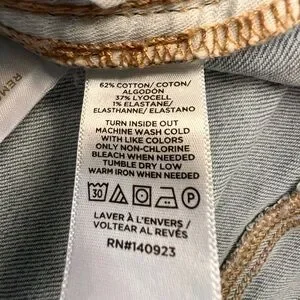 62% COTTON/ COTON/
ALGODÓN
37% LYOCELL
1% ELASTANE/
ELASTHANNE/ ELASTANO
TURN INSIDE OUT
MACHINE WASH COLD
WITH LIKE COLORS
ONLY NON-CHLORINE
BLEACH WHEN NEEDED
TUMBLE DRY LOW
WARM IRON WHEN NEEDED
30 P
LAVER À L'ENVERS /
VOLTEAR AL REVÉS
RN#140923